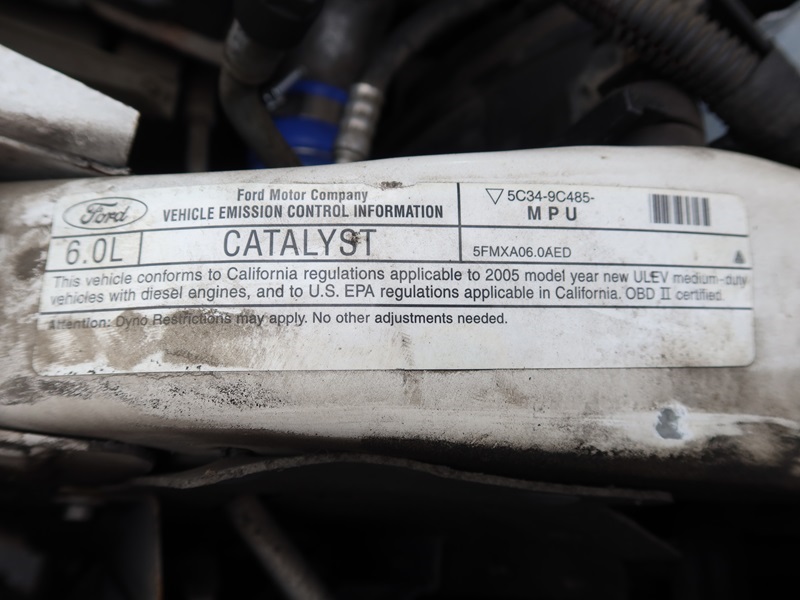 Ford
Ford Motor Company
VEHICLE EMISSION CONTROL INFORMATION
5C34-9C485-
MPU
6.0L
CATALYST
5FMXA06.0AED
This vehicle conforms to California regulations applicable to 2005 model year new ULEV medium-duty
vehicles with diesel engines, and to U.S. EPA regulations applicable in California. OBD II certified.
Attention: Dyno Restrictions may apply. No other adjustments needed.